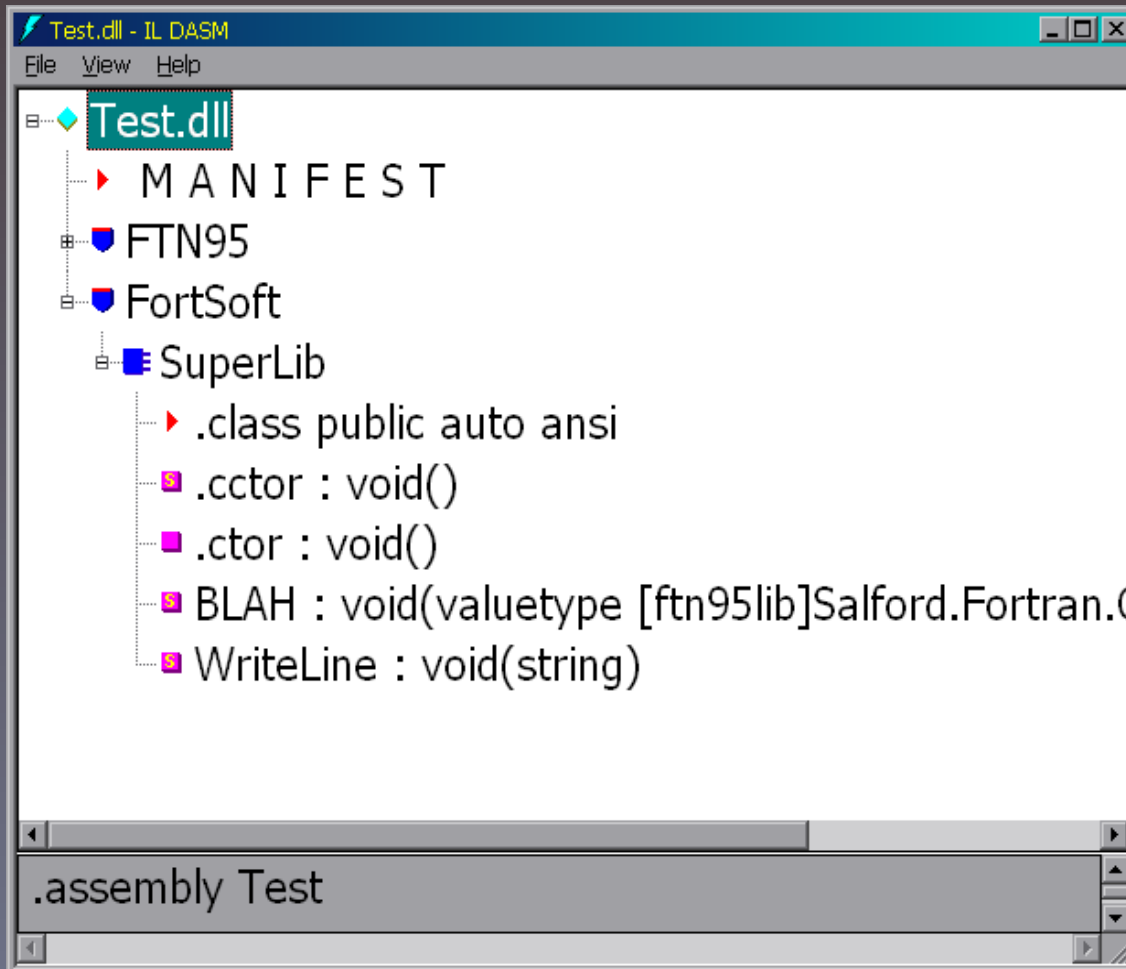 Test.dll - IL DASM
File View Help
Test.dll
M A N I F E S T
FTN95
FortSoft
SuperLib
.class public auto ansi
.cctor : void()
.ctor : void()
BLAH : void(valuetype [ftn95lib]Salford.Fortran.
WriteLine : void(string)
.assembly Test